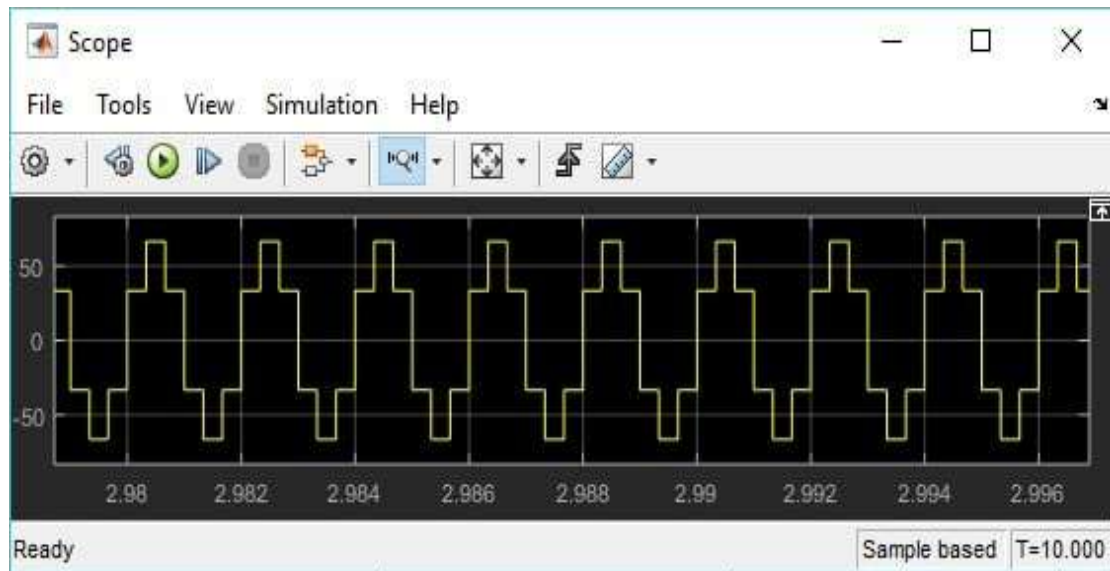 Scope
File Tools View Simulation Help
50
0
-50
2.98 2.982 2.984 2.986 2.988 2.99 2.992 2.994 2.996
Ready Sample based T=10.000